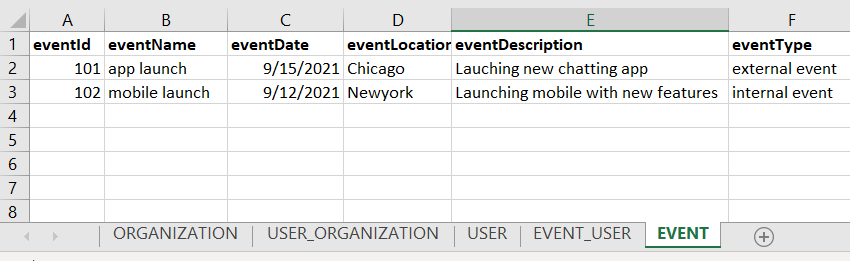 A B C D E F
1 eventId eventName eventDate eventLocation eventDescription eventType
2 101 app launch 9/15/2021 Chicago Lauching new chatting app external event
3 102 mobile launch 9/12/2021 Newyork Launching mobile with new features internal event
4
5
6
7
8
ORGANIZATION USER_ORGANIZATION USER EVENT_USER EVENT